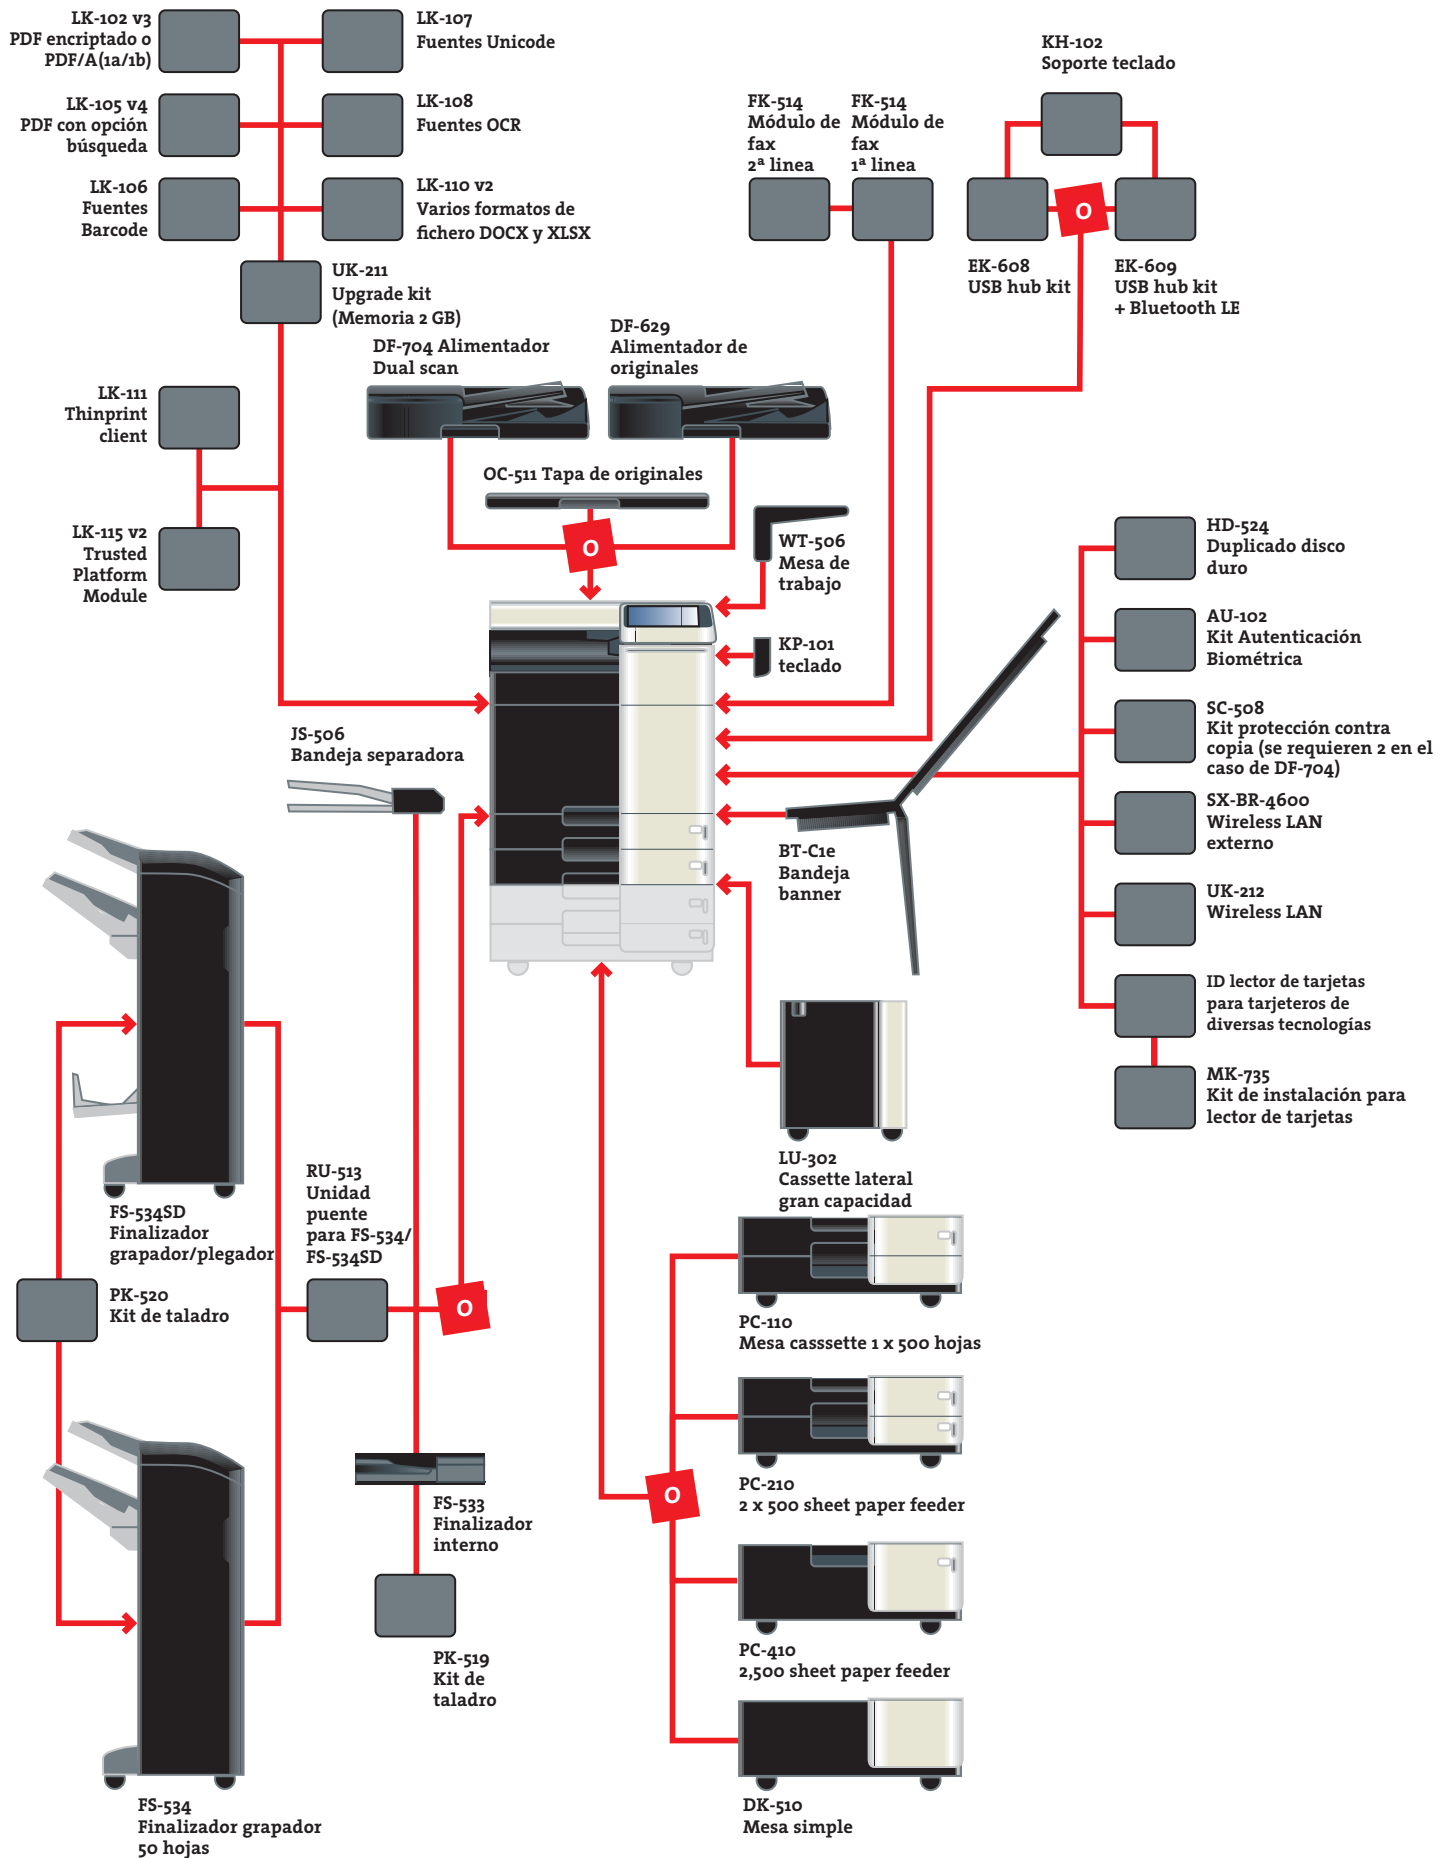 LK-102 v3
PDF encriptado o
PDF/A(1a/1b)
LK-107
Fuentes Unicode
LK-105 v4
PDF con opción
búsqueda
LK-108
Fuentes OCR
LK-106
Fuentes
Barcode
LK-110 v2
Varios formatos de
fichero DOCX y XLSX
UK-211
Upgrade kit
(Memoria 2 GB)
LK-111
Thinprint
client
LK-115 v2
Trusted
Platform
Module
FK-514
Módulo de
fax
2ª linea
FK-514
Módulo de
fax
1ª linea
KH-102
Soporte teclado
O
EK-608
USB hub kit
EK-609
USB hub kit
+ Bluetooth LE
DF-704 Alimentador
Dual scan
DF-629
Alimentador de
originales
OC-511 Tapa de originales
O
WT-506
Mesa de
trabajo
KP-101
teclado
HD-524
Duplicado disco
duro
AU-102
Kit Autenticación
Biométrica
SC-508
Kit protección contra
copia (se requieren 2 en el
caso de DF-704)
SX-BR-4600
Wireless LAN
externo
UK-212
Wireless LAN
ID lector de tarjetas
para tarjeteros de
diversas tecnologías
MK-735
Kit de instalación para
lector de tarjetas
JS-506
Bandeja separadora
BT-C1e
Bandeja
banner
LU-302
Cassette lateral
gran capacidad
FS-534SD
Finalizador
grapador/plegador
RU-513
Unidad
puente
para FS-534/
FS-534SD
PK-520
Kit de taladro
O
PC-110
Mesa casssette 1 x 500 hojas
PC-210
2 x 500 sheet paper feeder
O
FS-533
Finalizador
interno
PC-410
2,500 sheet paper feeder
PK-519
Kit de
taladro
DK-510
Mesa simple
FS-534
Finalizador grapador
50 hojas